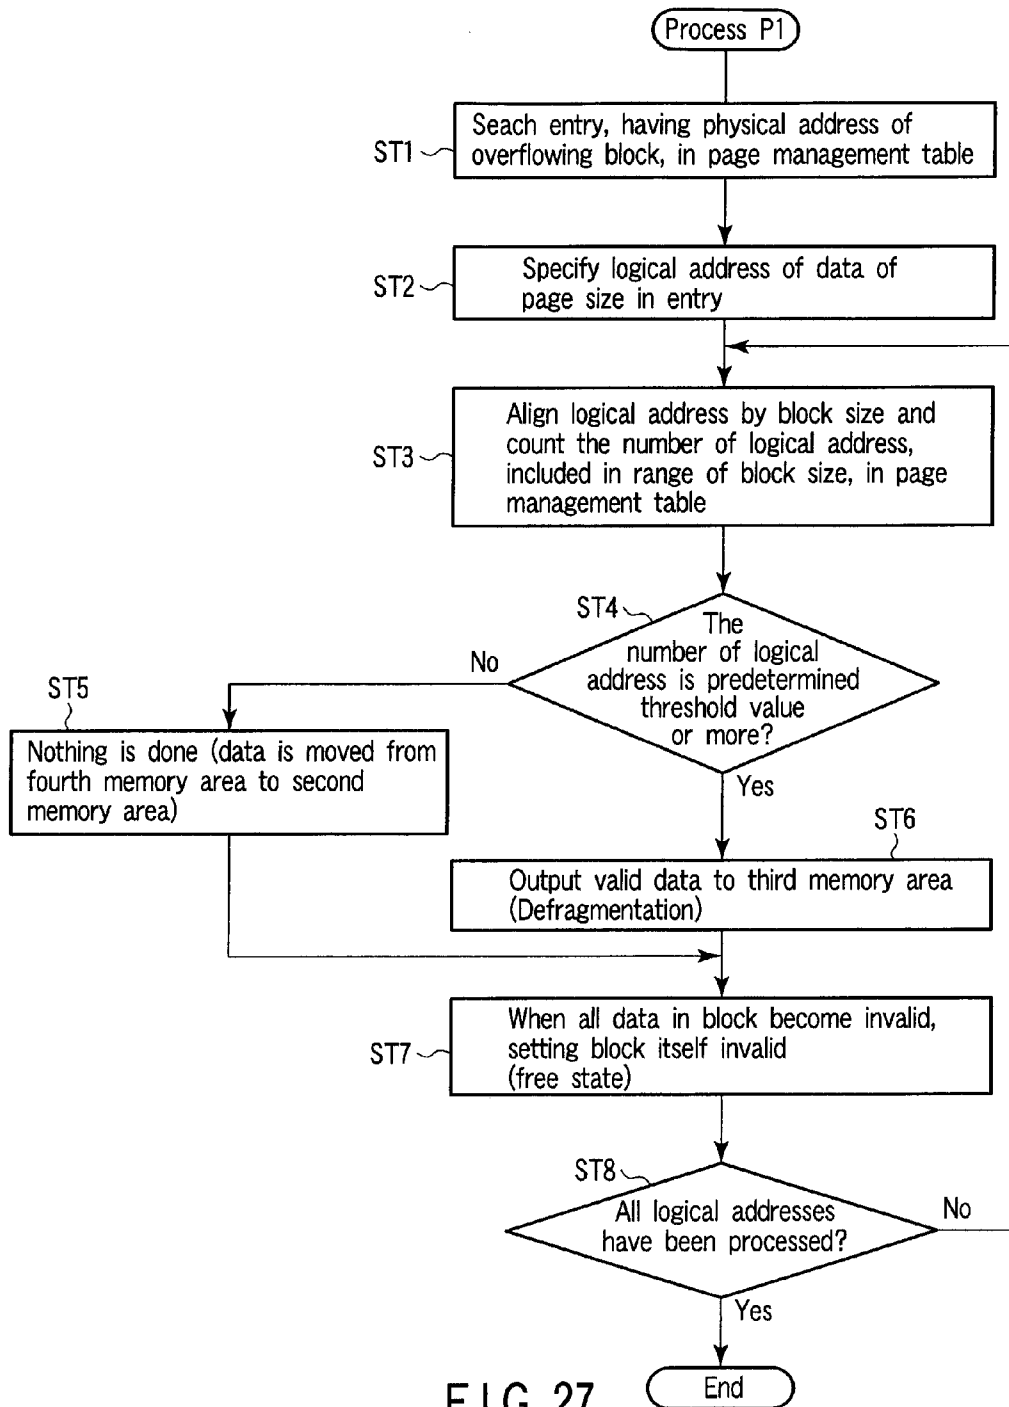 Process P1
ST1
Seach entry, having physical address of
overflowing block, in page management table
ST2
Specify logical address of data of
page size in entry
ST3
Align logical address by block size and
count the number of logical address,
included in range of block size, in page
management table
ST4
The
number of logical
address is predetermined
threshold value
or more?
No
Yes
ST5
Nothing is done (data is moved from
fourth memory area to second
memory area)
ST6
Output valid data to third memory area
(Defragmentation)
ST7
When all data in block become invalid,
setting block itself invalid
(free state)
ST8
All logical addresses
have been processed?
No
Yes
End
FIG. 27